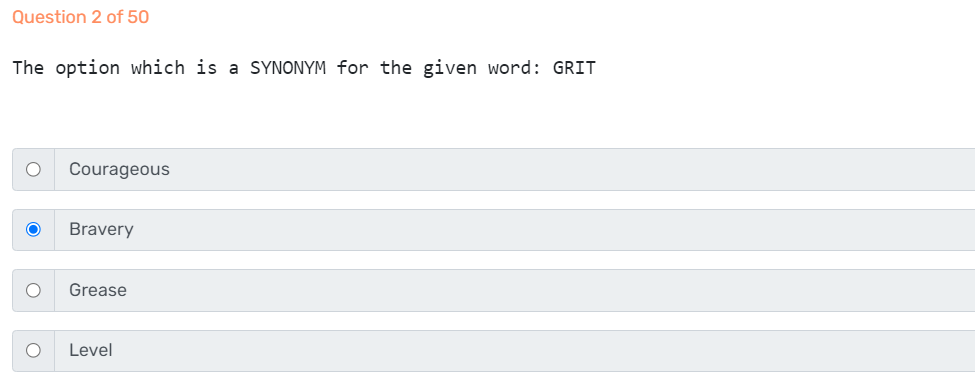 Question 2 of 50
The option which is a SYNONYM for the given word: GRIT
Courageous
Bravery
Grease
Level